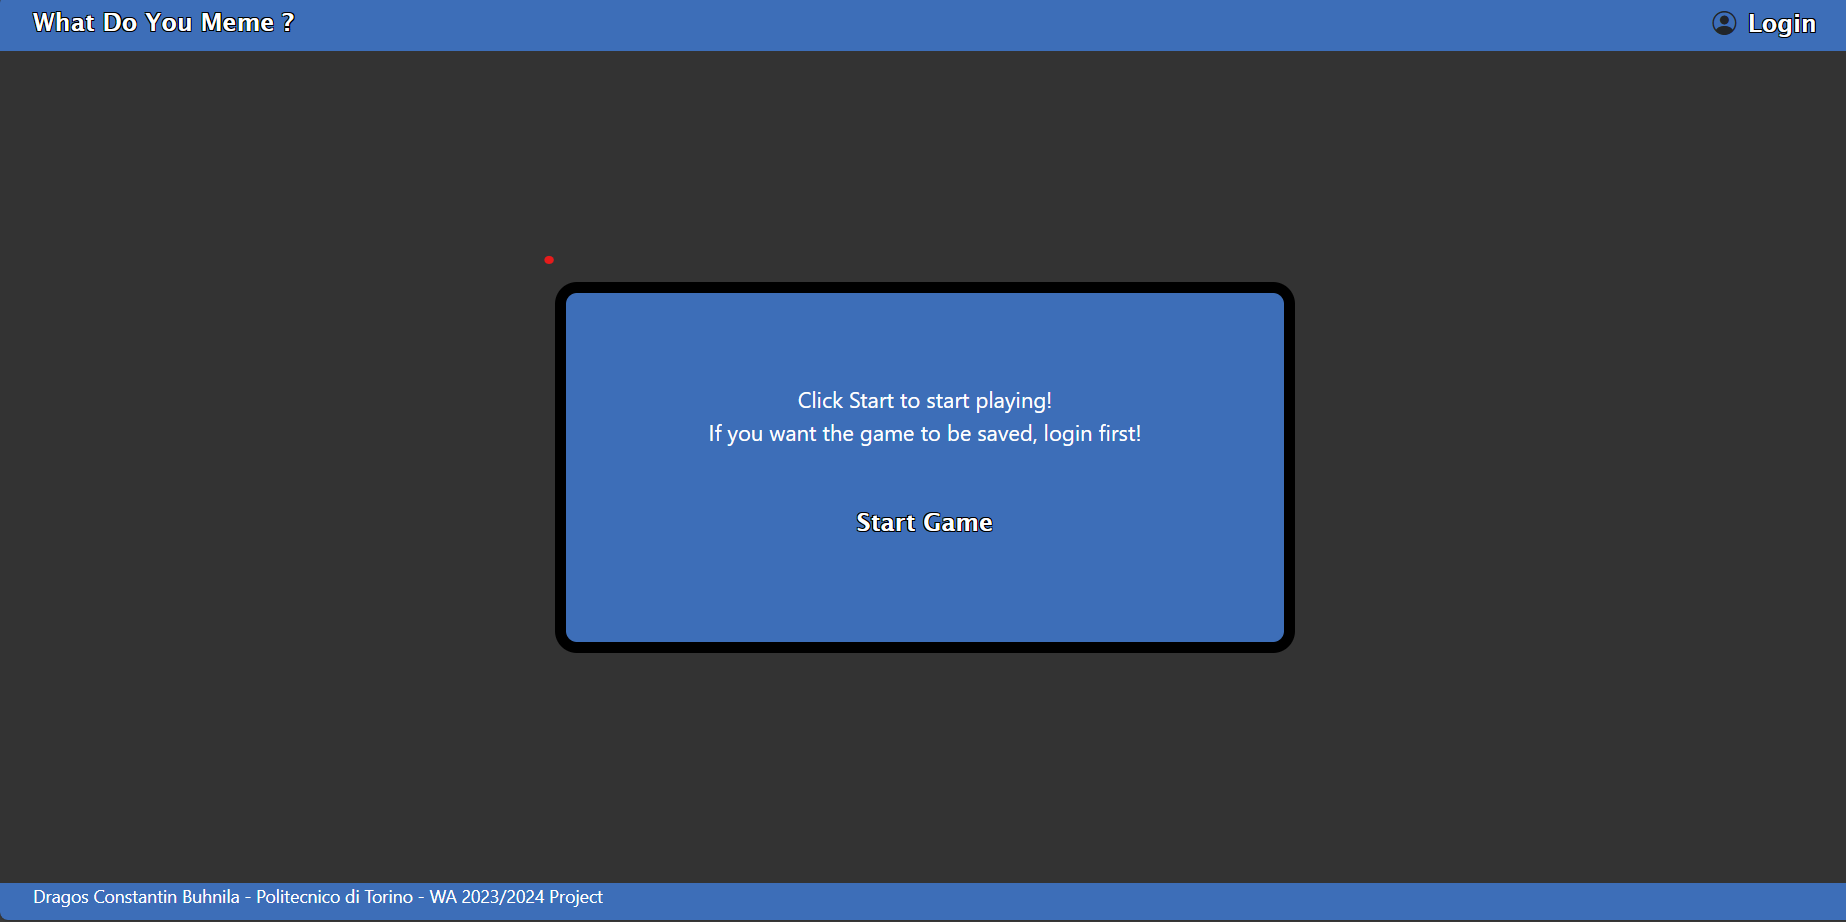 What Do You Meme ?
Login
Click Start to start playing!
If you want the game to be saved, login first!
Start Game
Dragos Constantin Buhnila - Politecnico di Torino - WA 2023/2024 Project